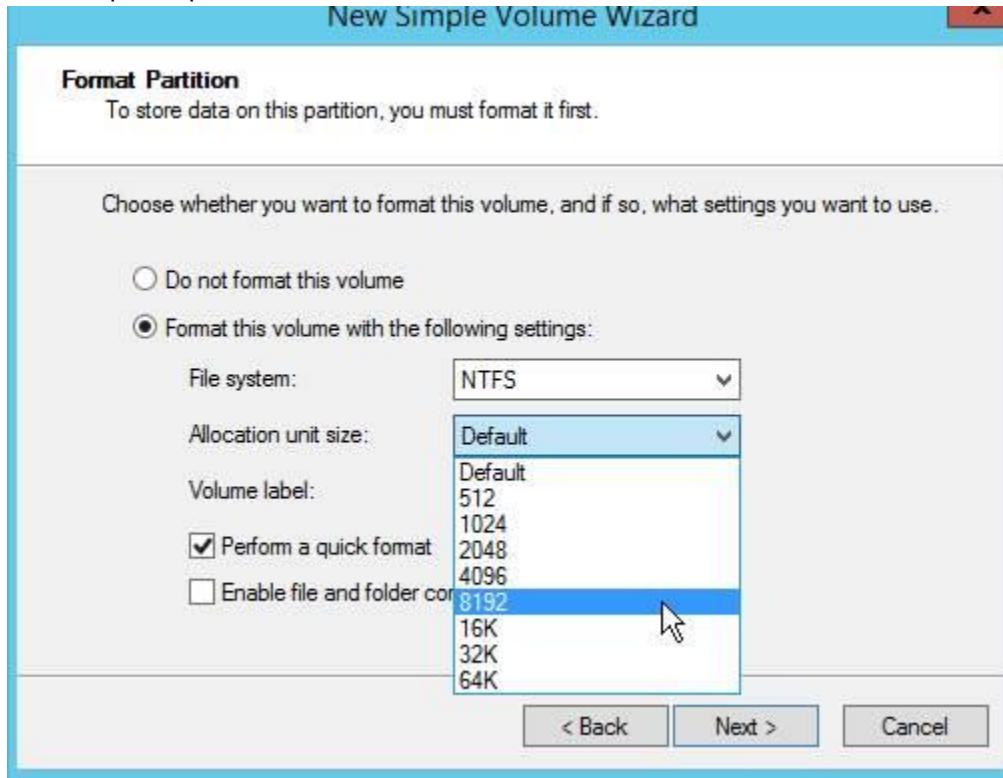 New Simple Volume Wizard
Format Partition
To store data on this partition, you must format it first.
Choose whether you want to format this volume, and if so, what settings you want to use.
Do not format this volume
Format this volume with the following settings:
File system: NTFS
Allocation unit size: Default
Default
Volume label:
512
1024
Perform a quick format
2048
4096
Enable file and folder
8192
16K
32K
64K
< Back Next > Cancel